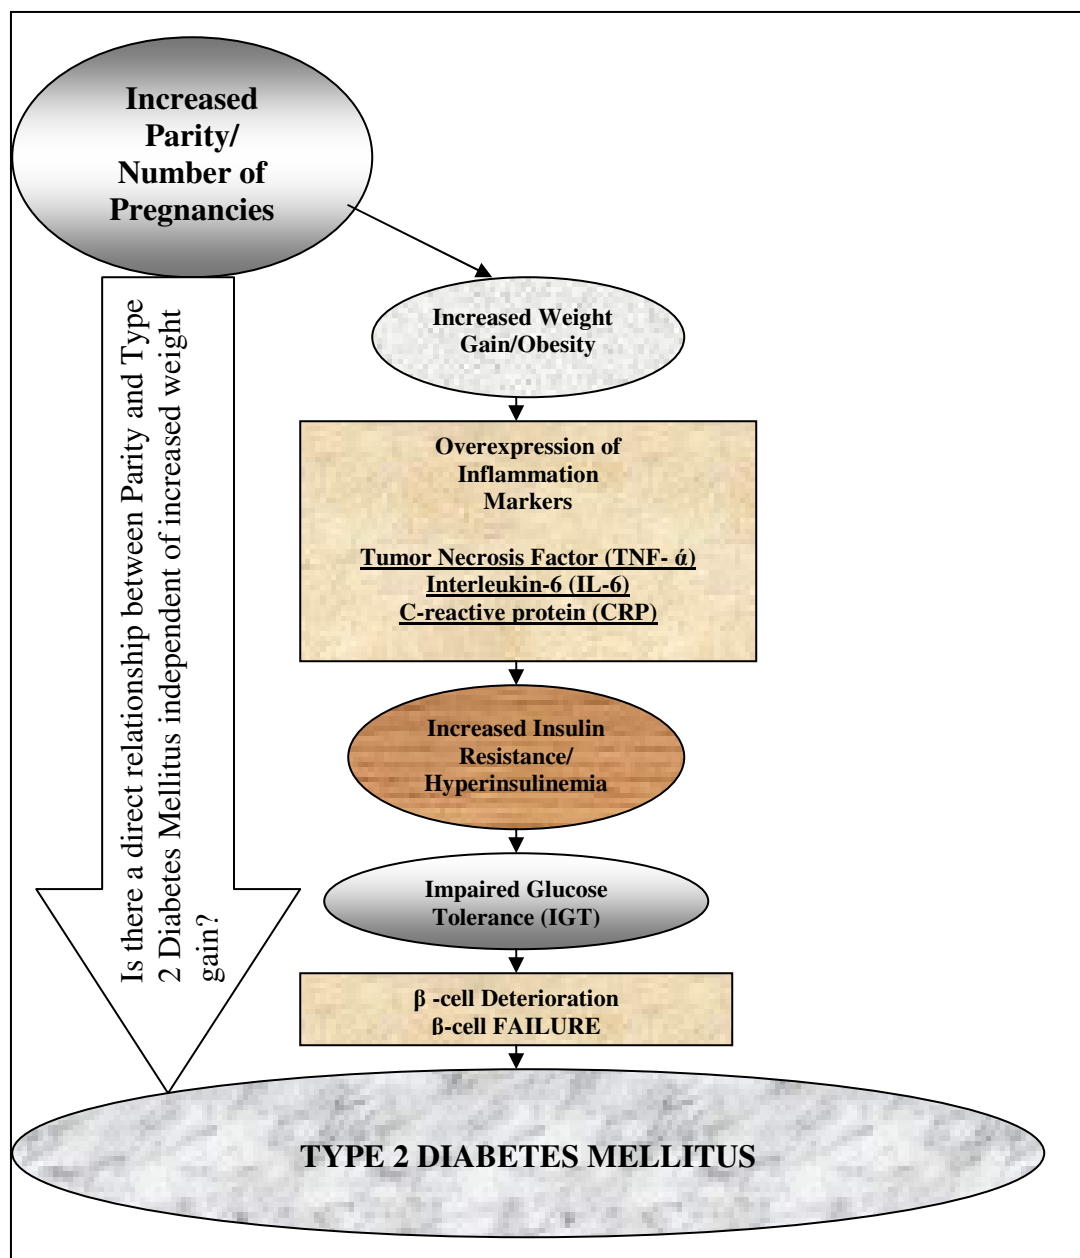 Increased
Parity/
Number of
Pregnancies
Increased Weight
Gain/Obesity
Is there a direct relationship between Parity and Type
2 Diabetes Mellitus independent of increased weight
gain?
Overexpression of
Inflammation
Markers
Tumor Necrosis Factor (TNF- ά)
Interleukin-6 (IL-6)
C-reactive protein (CRP)
Increased Insulin
Resistance/
Hyperinsulinemia
Impaired Glucose
Tolerance (IGT)
β -cell Deterioration
β-cell FAILURE
TYPE 2 DIABETES MELLITUS